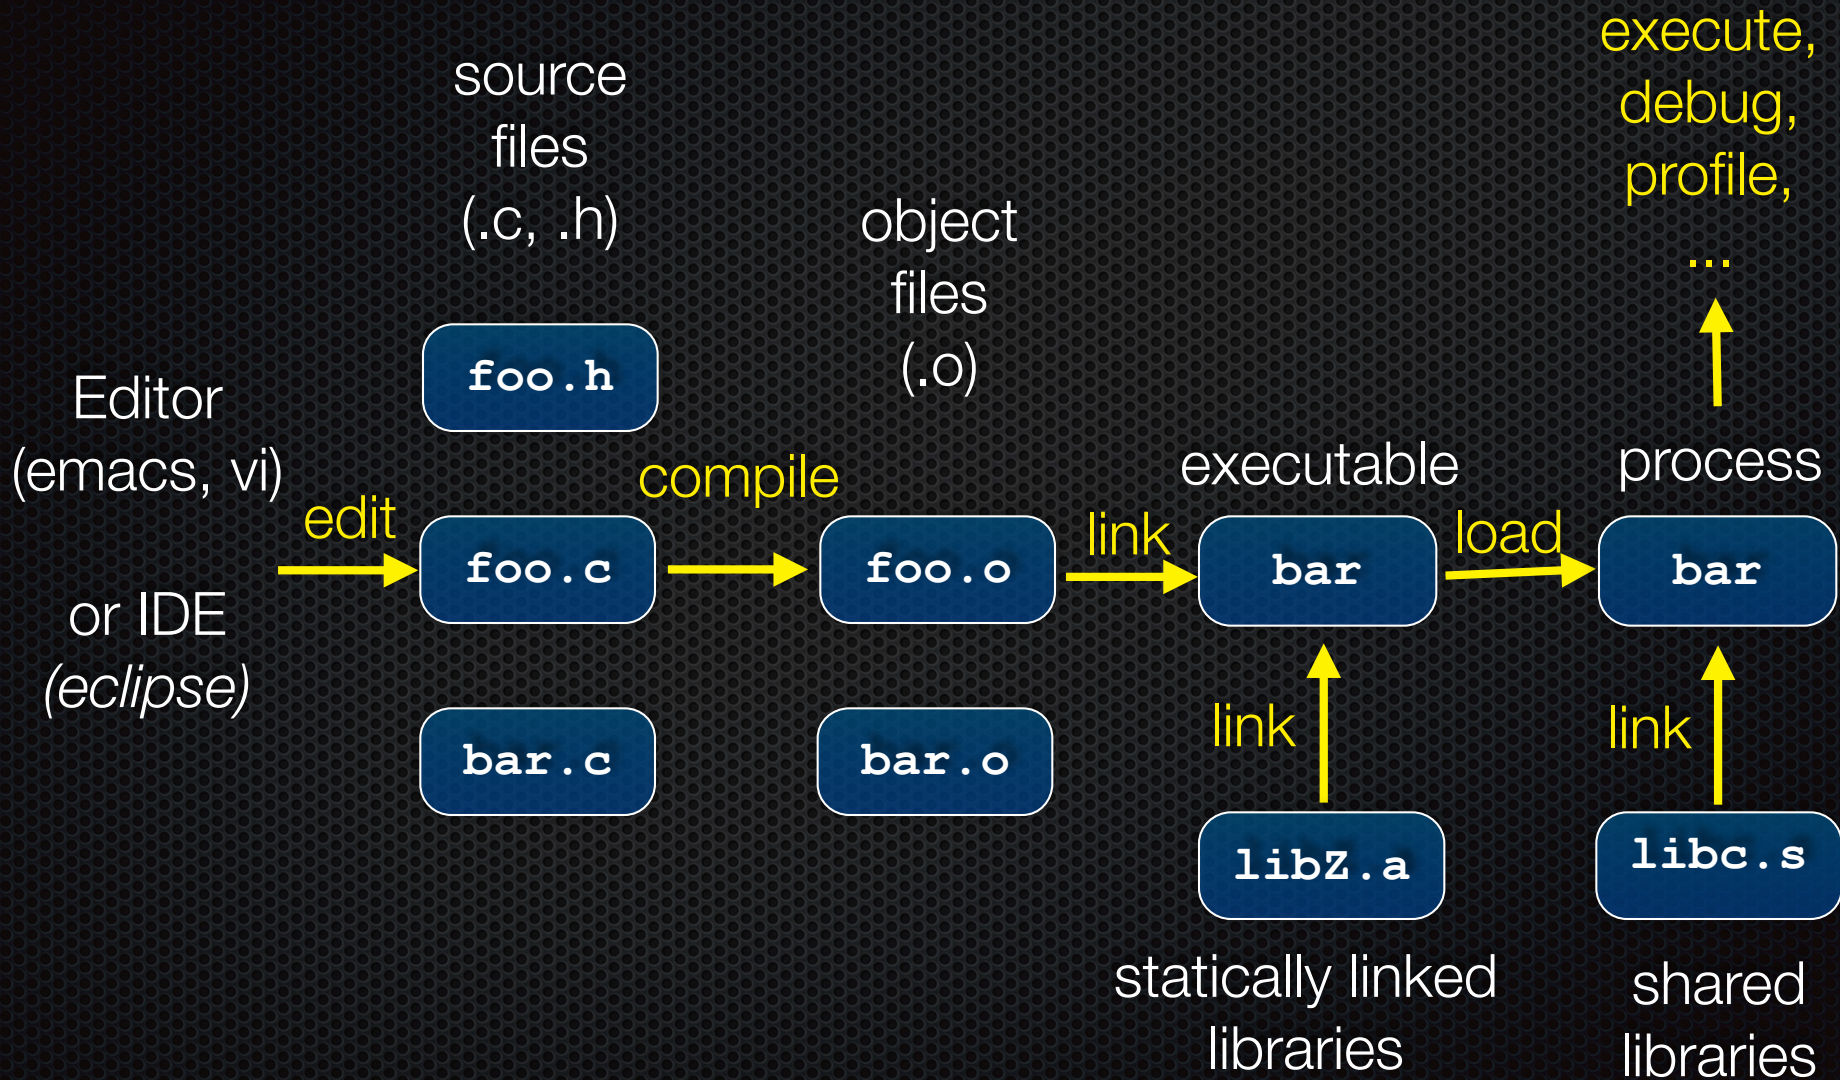 Editor
(emacs, vi)
or IDE
(eclipse)
edit
source
files
(.c, .h)
foo.h
foo.c
bar.c
compile
object
files
(.o)
foo.o
bar.o
link
executable
bar
link
libZ.a
statically linked
libraries
load
execute,
debug,
profile,
...
process
bar
link
libc.s
shared
libraries